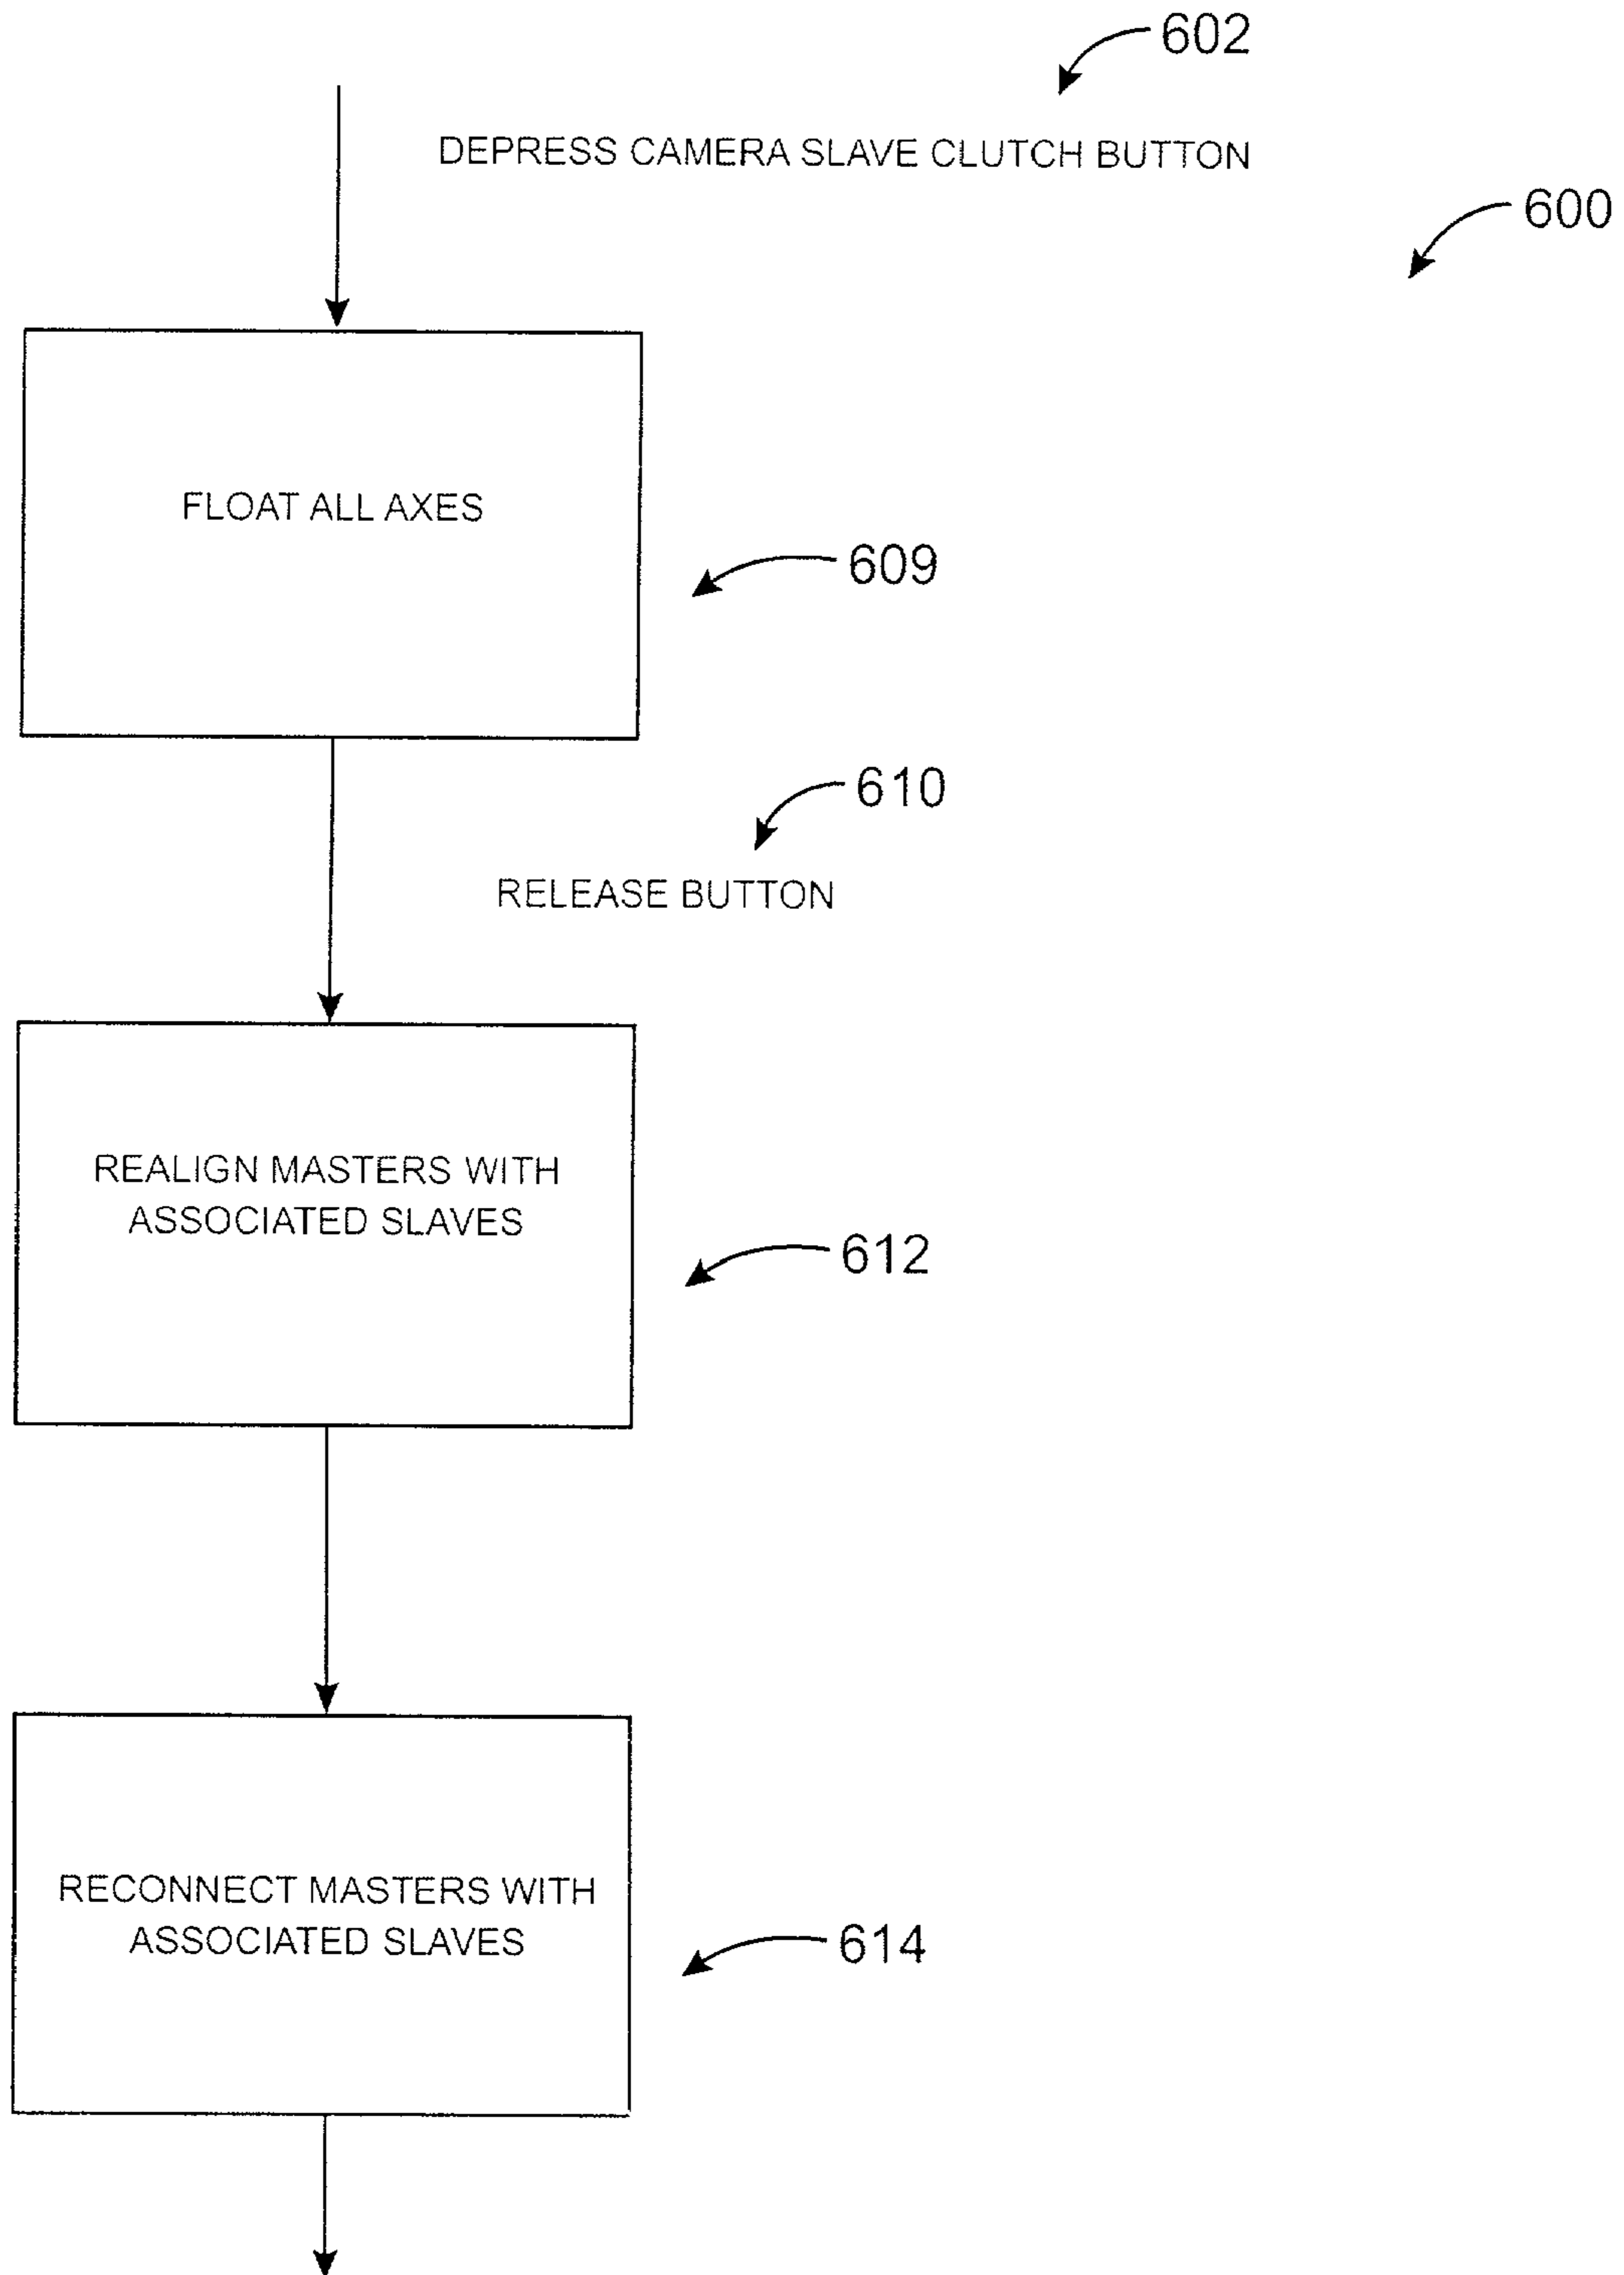 602
DEPRESS CAMERA SLAVE CLUTCH BUTTON
600
FLOAT ALL AXES
609
610
RELEASE BUTTON
REALIGN MASTERS WITH
ASSOCIATED SLAVES
612
RECONNECT MASTERS WITH
ASSOCIATED SLAVES
614